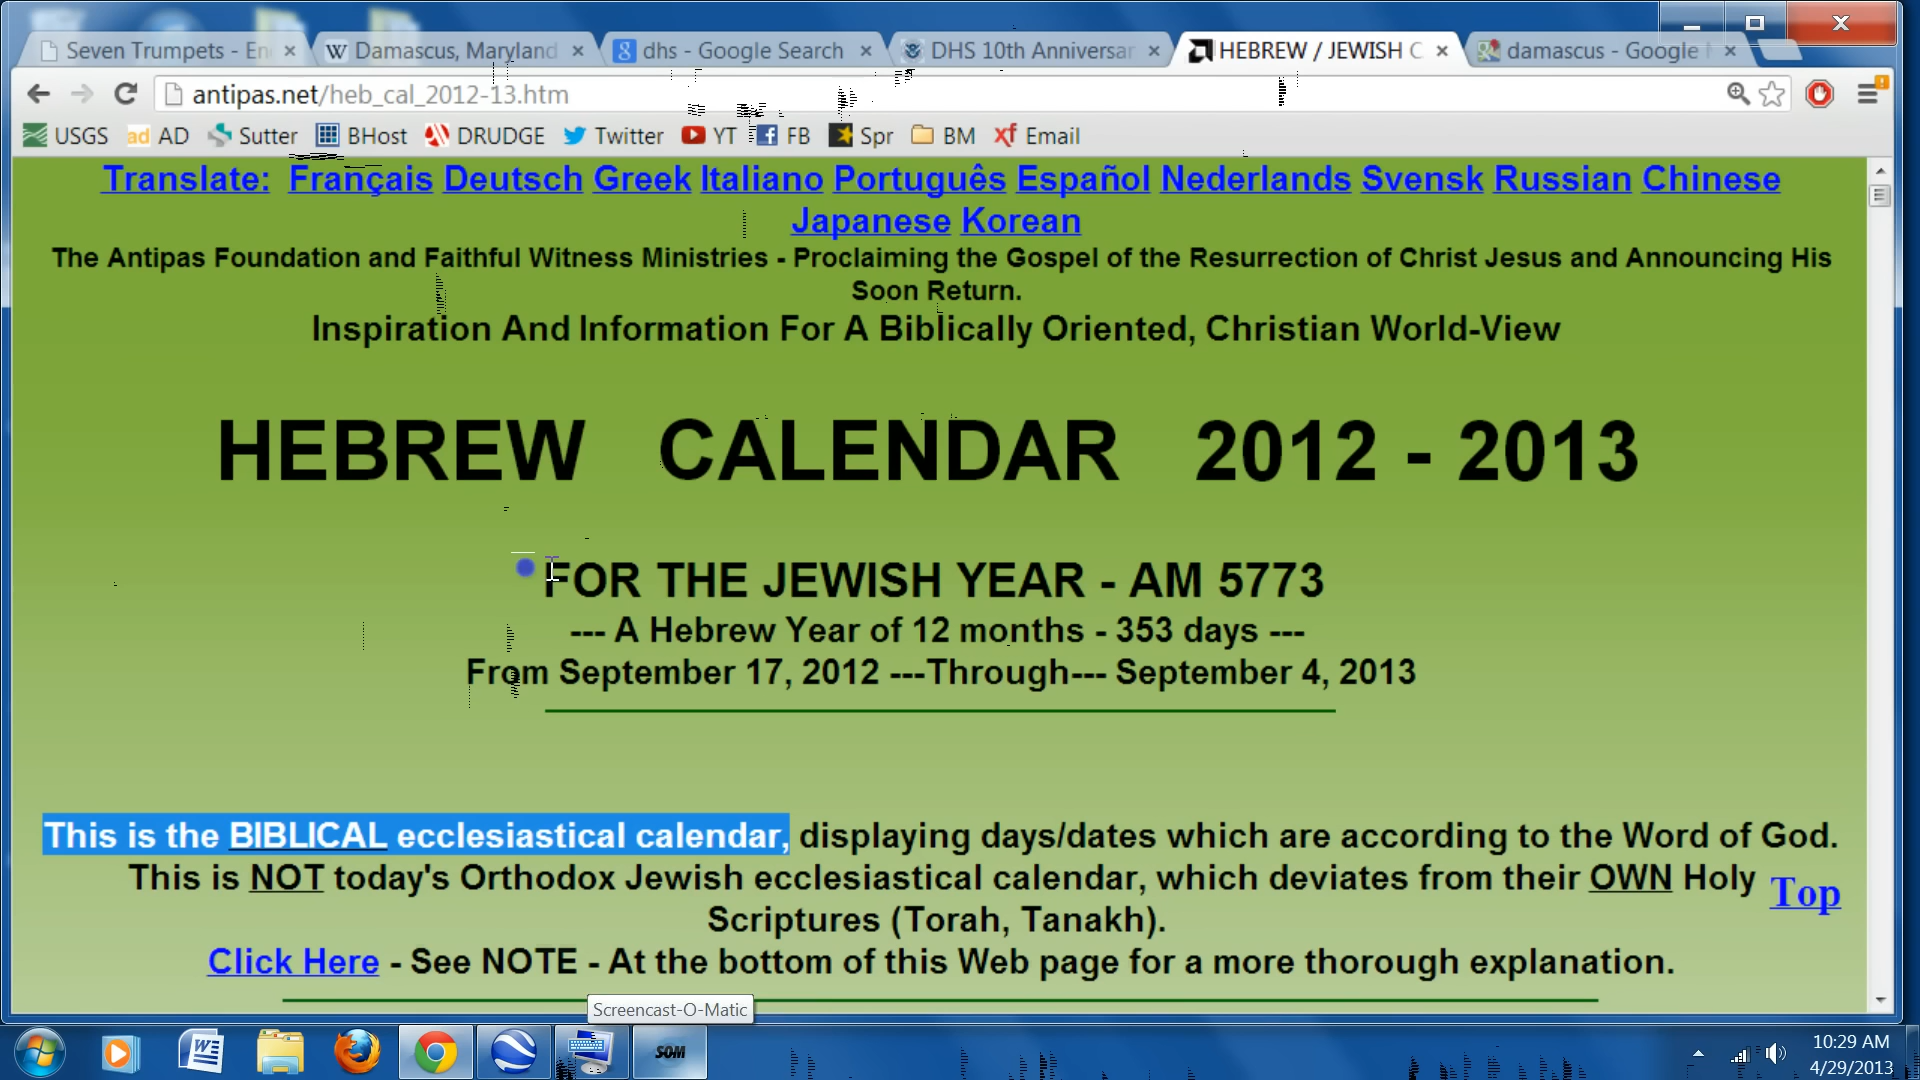 Seven Trumpets - En
Damascus, Maryland
dhs - Google Search
DHS 10th Anniversar
HEBREW / JEWISH C
damascus - Google M
antipas.net/heb_cal_2012-13.htm
USGS
ad AD
Sutter
BHost
DRUDGE
Twitter
YT
FB
Spr
BM
xf Email
Translate: Français Deutsch Greek Italiano Português Español Nederlands Svensk Russian Chinese
Japanese Korean
The Antipas Foundation and Faithful Witness Ministries - Proclaiming the Gospel of the Resurrection of Christ Jesus and Announcing His
Soon Return.
Inspiration And Information For A Biblically Oriented, Christian World-View
HEBREW CALENDAR 2012 - 2013
FOR THE JEWISH YEAR - AM 5773
--- A Hebrew Year of 12 months - 353 days ---
From September 17, 2012 ---Through--- September 4, 2013
This is the BIBLICAL ecclesiastical calendar, displaying days/dates which are according to the Word of God.
This is NOT today's Orthodox Jewish ecclesiastical calendar, which deviates from their OWN Holy
Scriptures (Torah, Tanakh).
Top
Click Here - See NOTE - At the bottom of this Web page for a more thorough explanation.
Screencast-O-Matic
SOM
10:29 AM
4/29/2013